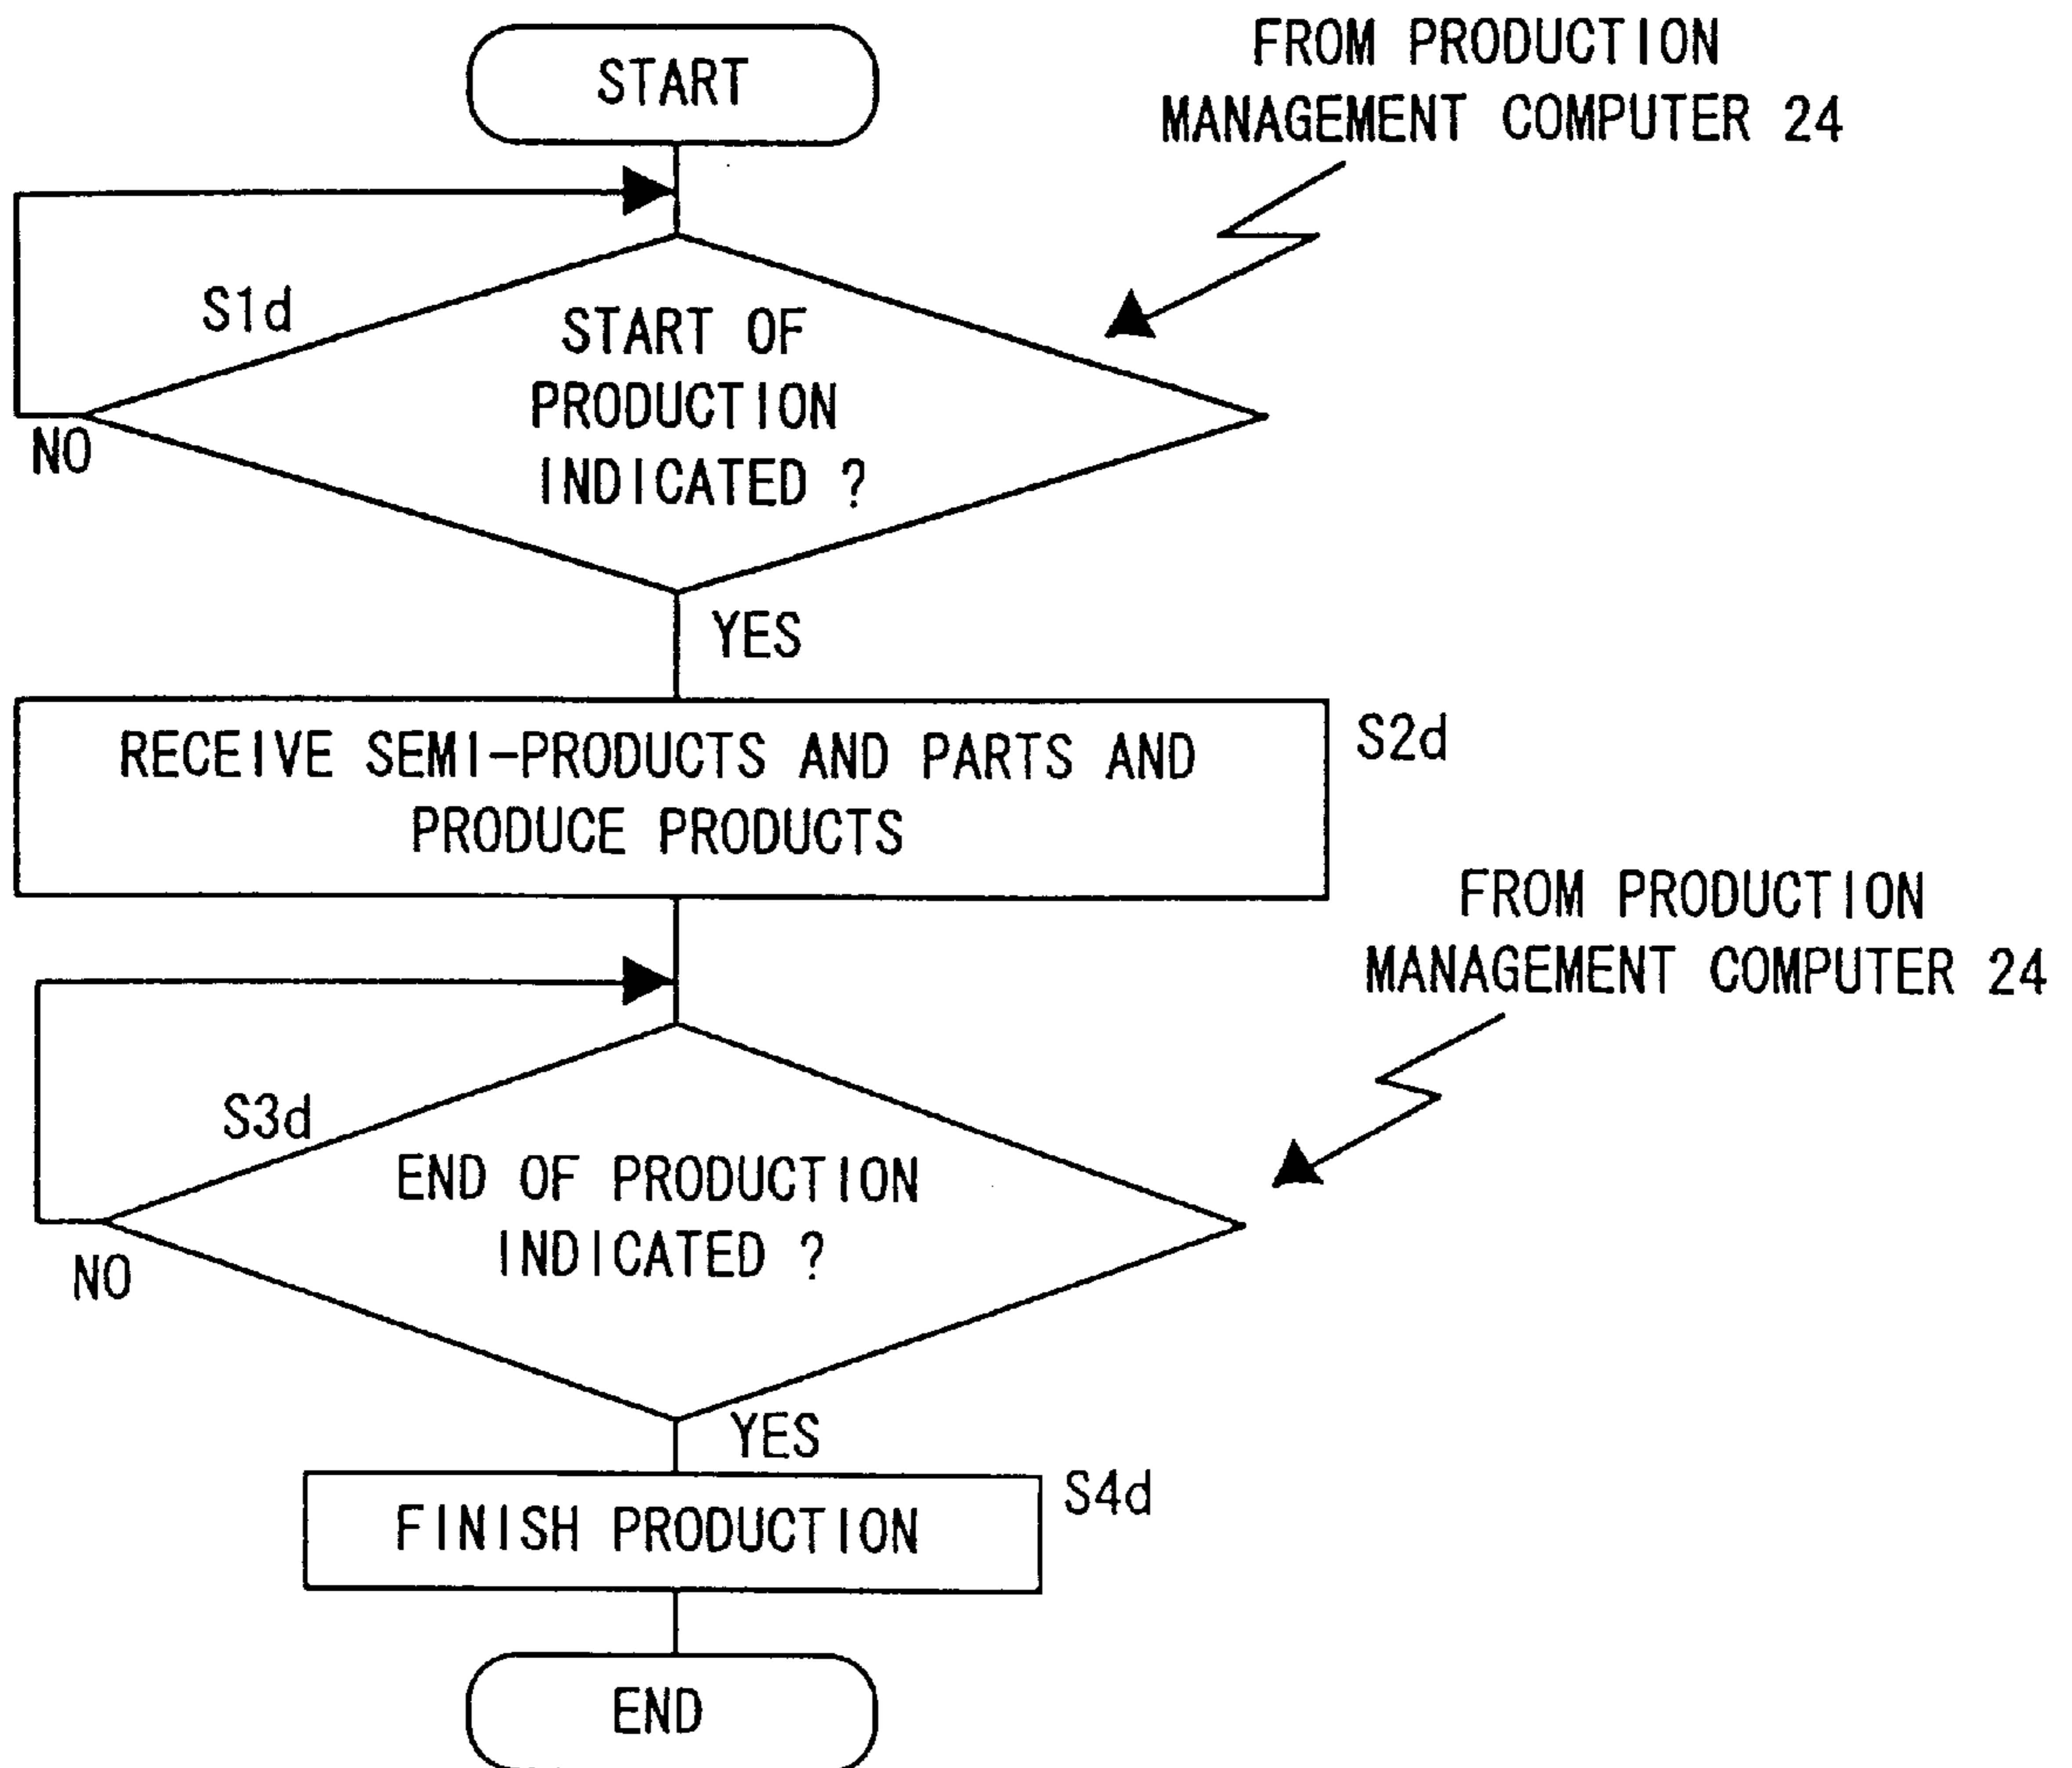 START
FROM PRODUCTION
MANAGEMENT COMPUTER 24
S1d
START OF
PRODUCTION
INDICATED ?
NO
YES
RECEIVE SEMI-PRODUCTS AND PARTS AND
PRODUCE PRODUCTS
S2d
FROM PRODUCTION
MANAGEMENT COMPUTER 24
S3d
END OF PRODUCTION
INDICATED ?
NO
YES
FINISH PRODUCTION
S4d
END